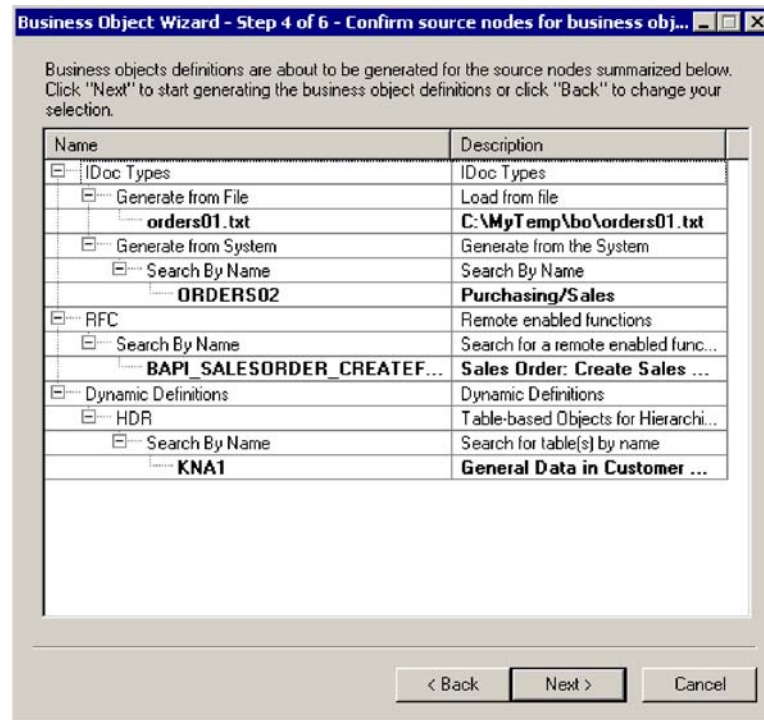 Business Object Wizard - Step 4 of 6 - Confirm source nodes for business obj...
Business objects definitions are about to be generated for the source nodes summarized below.
Click "Next" to start generating the business object definitions or click "Back" to change your
selection.
Name Description
IDoc Types IDoc Types
Generate from File Load from file
orders01.txt C:\MyTemp\bo\orders01.txt
Generate from System Generate from the System
Search By Name Search By Name
ORDERS02 Purchasing/Sales
RFC Remote enabled functions
Search By Name Search for a remote enabled func...
BAPI_SALESORDER_CREATEF... Sales Order: Create Sales ...
Dynamic Definitions Dynamic Definitions
HDR Table-based Objects for Hierarchi...
Search By Name Search for table(s) by name
KNA1 General Data in Customer ...
< Back Next > Cancel